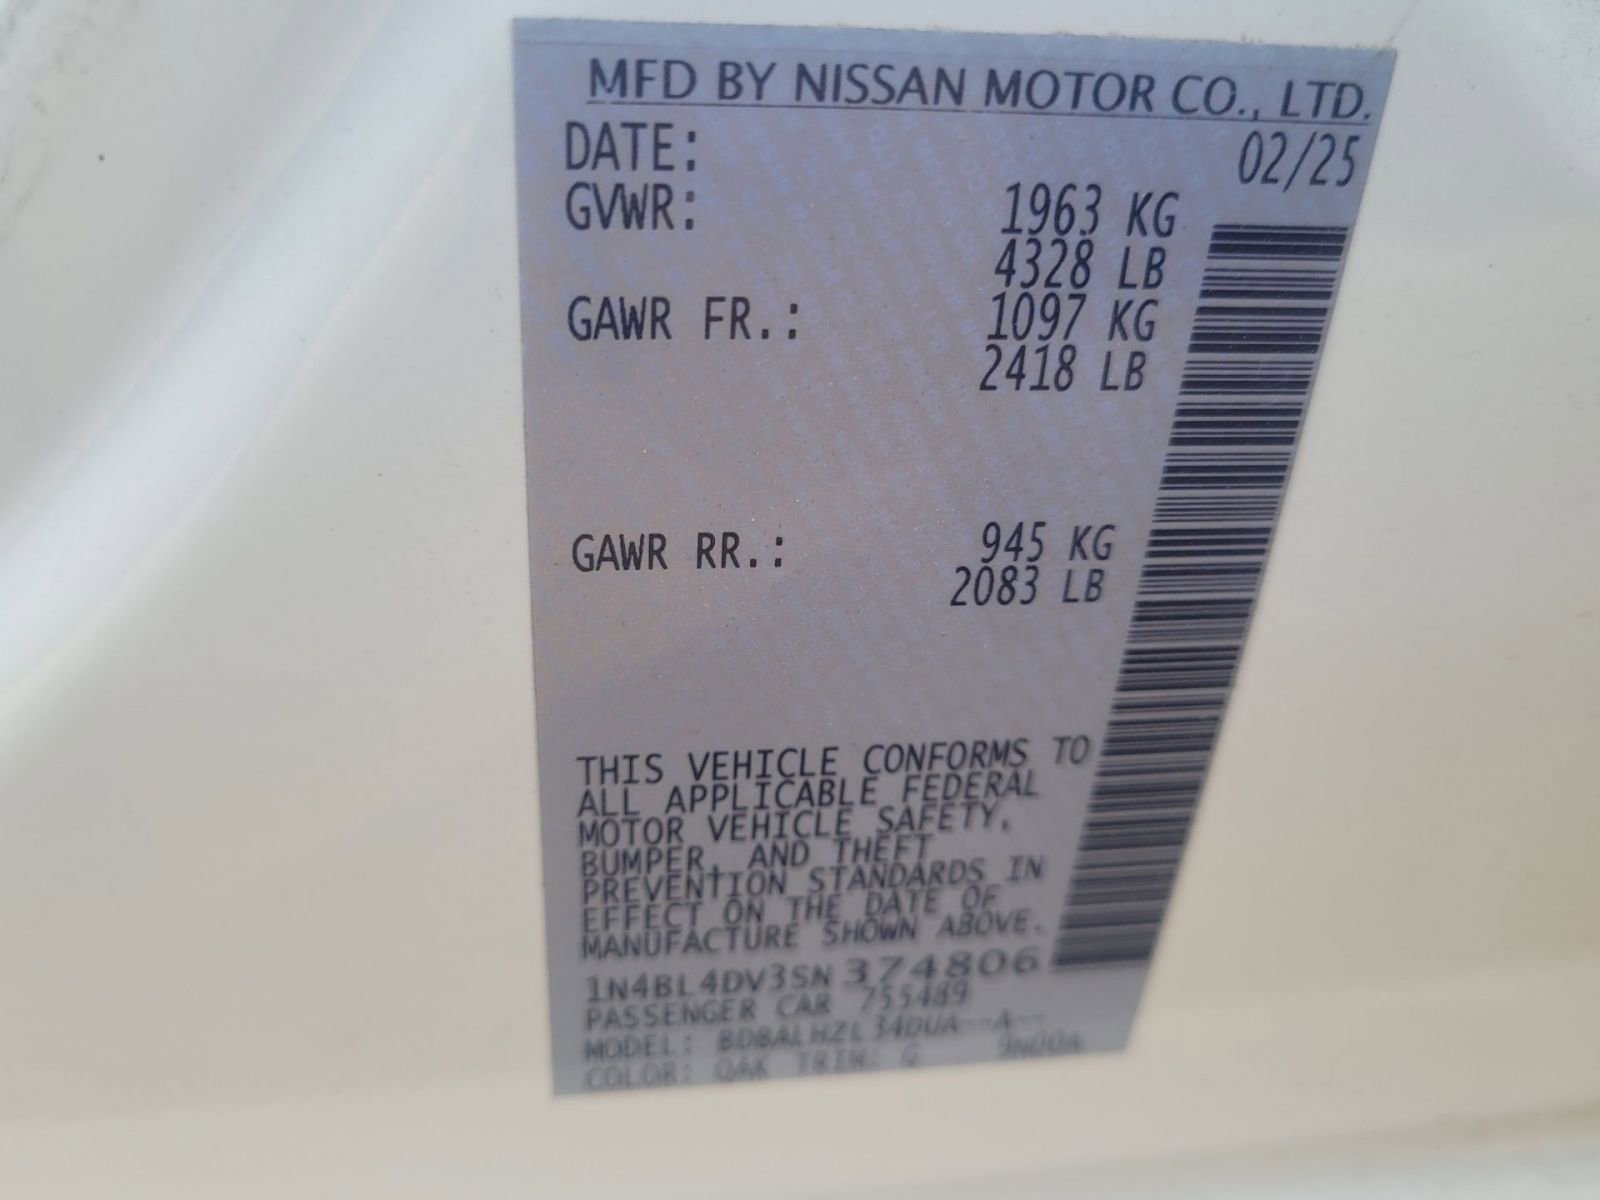 MFD BY NISSAN MOTOR CO., LTD.
DATE: 02/25
GVWR: 1963 KG
4328 LB
GAWR FR.: 1097 KG
2418 LB
GAWR RR.: 945 KG
2083 LB
THIS VEHICLE CONFORMS TO
ALL APPLICABLE FEDERAL
MOTOR VEHICLE SAFETY,
BUMPER, AND THEFT
PREVENTION STANDARDS IN
EFFECT ON THE DATE OF
MANUFACTURE SHOWN ABOVE.
1N4BL4DV3SN374806
PASSENGER CAR 755489
MODEL:
COLOR: QAK TRIM: G